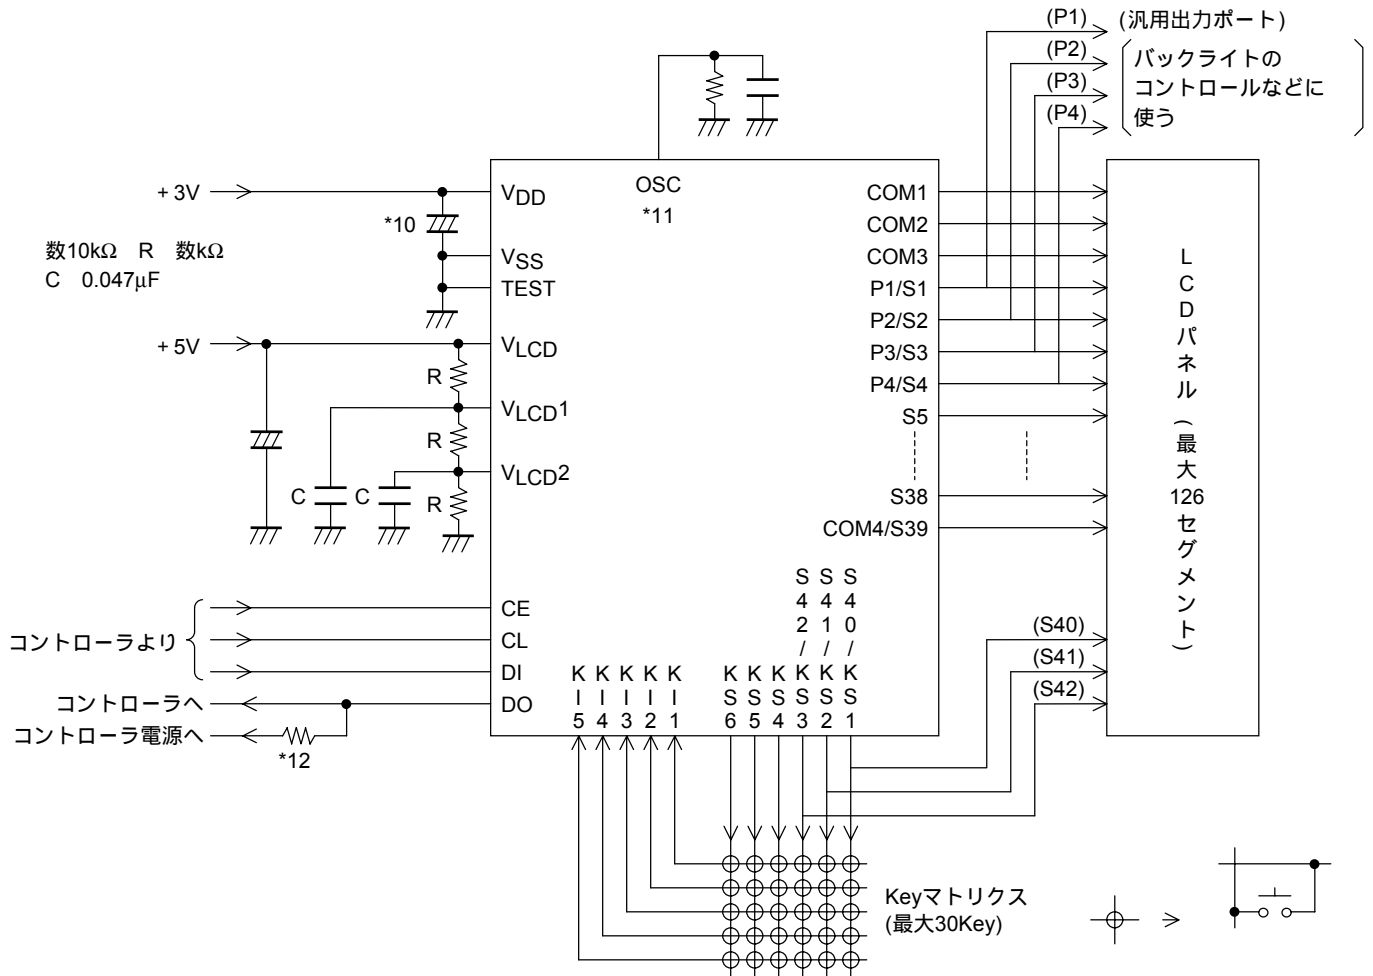 (P1)
(汎用出力ポート)
(P2)
(P3)
(P4)
バックライトの
コントロールなどに
使う
OSC
*11
+3V
VDD
*10
数10kΩ R 数kΩ
C 0.047μF
VSS
TEST
+5V
VLCD
R
VLCD1
R
VLCD2
C
C
R
COM1
COM2
COM3
P1/S1
P2/S2
P3/S3
P4/S4
S5
S38
COM4/S39
LCDパネル(最大126セグメント)
コントローラより
CE
CL
DI
コントローラへ
DO
コントローラ電源へ
*12
KI5
KI4
KI3
KI2
KI1
KS6
KS5
KS4
S42/KS3
S41/KS2
S40/KS1
(S40)
(S41)
(S42)
Keyマトリクス
(最大30Key)